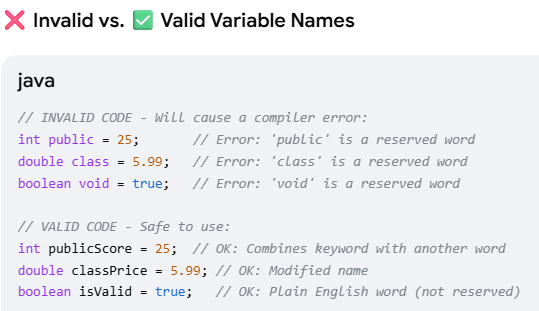 ❌ Invalid vs. ✅ Valid Variable Names
java
// INVALID CODE - Will cause a compiler error:
int public = 25;       // Error: 'public' is a reserved word
double class = 5.99;   // Error: 'class' is a reserved word
boolean void = true;   // Error: 'void' is a reserved word

// VALID CODE - Safe to use:
int publicScore = 25;  // OK: Combines keyword with another word
double classPrice = 5.99; // OK: Modified name
boolean isValid = true;   // OK: Plain English word (not reserved)